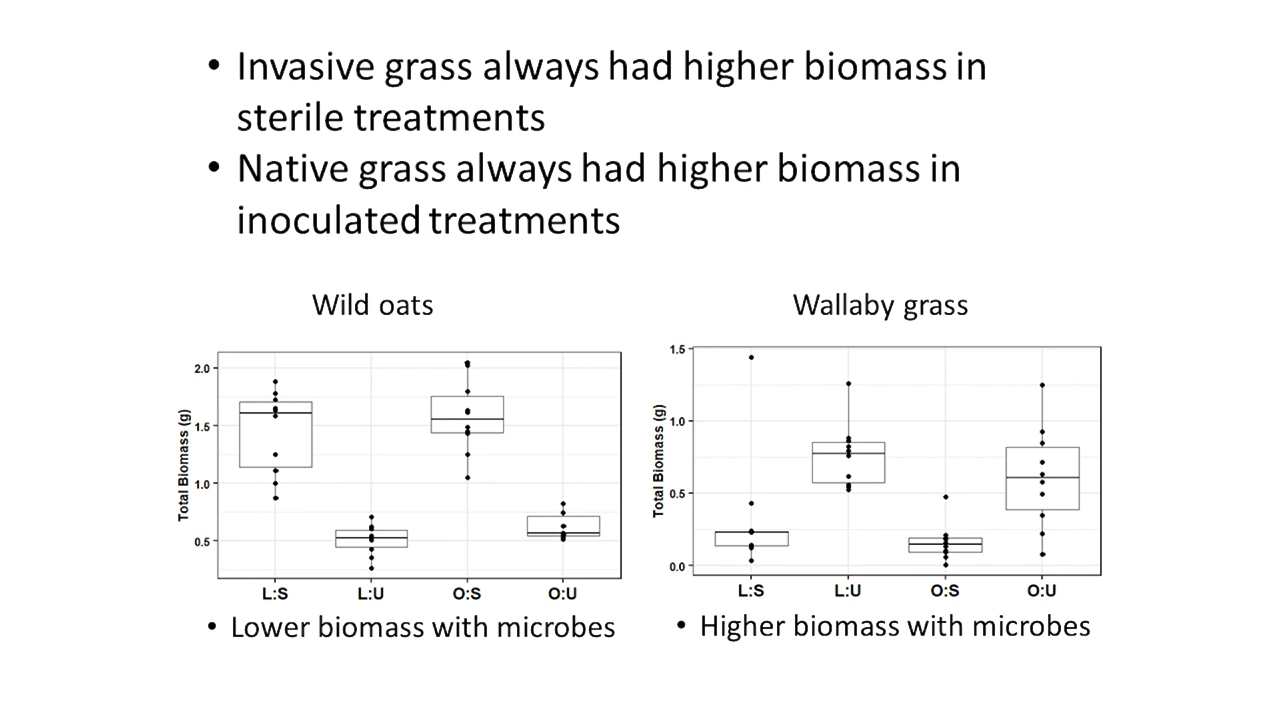 • Invasive grass always had higher biomass in
sterile treatments
• Native grass always had higher biomass in
inoculated treatments
Wild oats
Total Biomass (g)
2.0
1.5
1.0
0.5
L:S L:U O:S O:U
• Lower biomass with microbes
Wallaby grass
Total Biomass (g)
1.5
1.0
0.5
0.0
L:S L:U O:S O:U
• Higher biomass with microbes